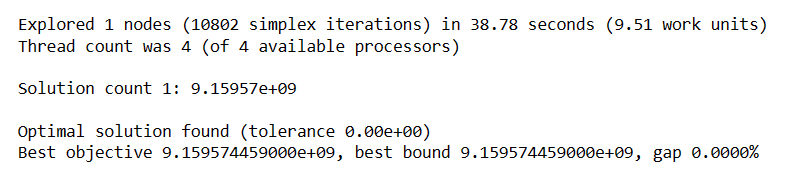 Explored 1 nodes (10802 simplex iterations) in 38.78 seconds (9.51 work units)
Thread count was 4 (of 4 available processors)
Solution count 1: 9.15957e+09
Optimal solution found (tolerance 0.00e+00)
Best objective 9.159574459000e+09, best bound 9.159574459000e+09, gap 0.0000%